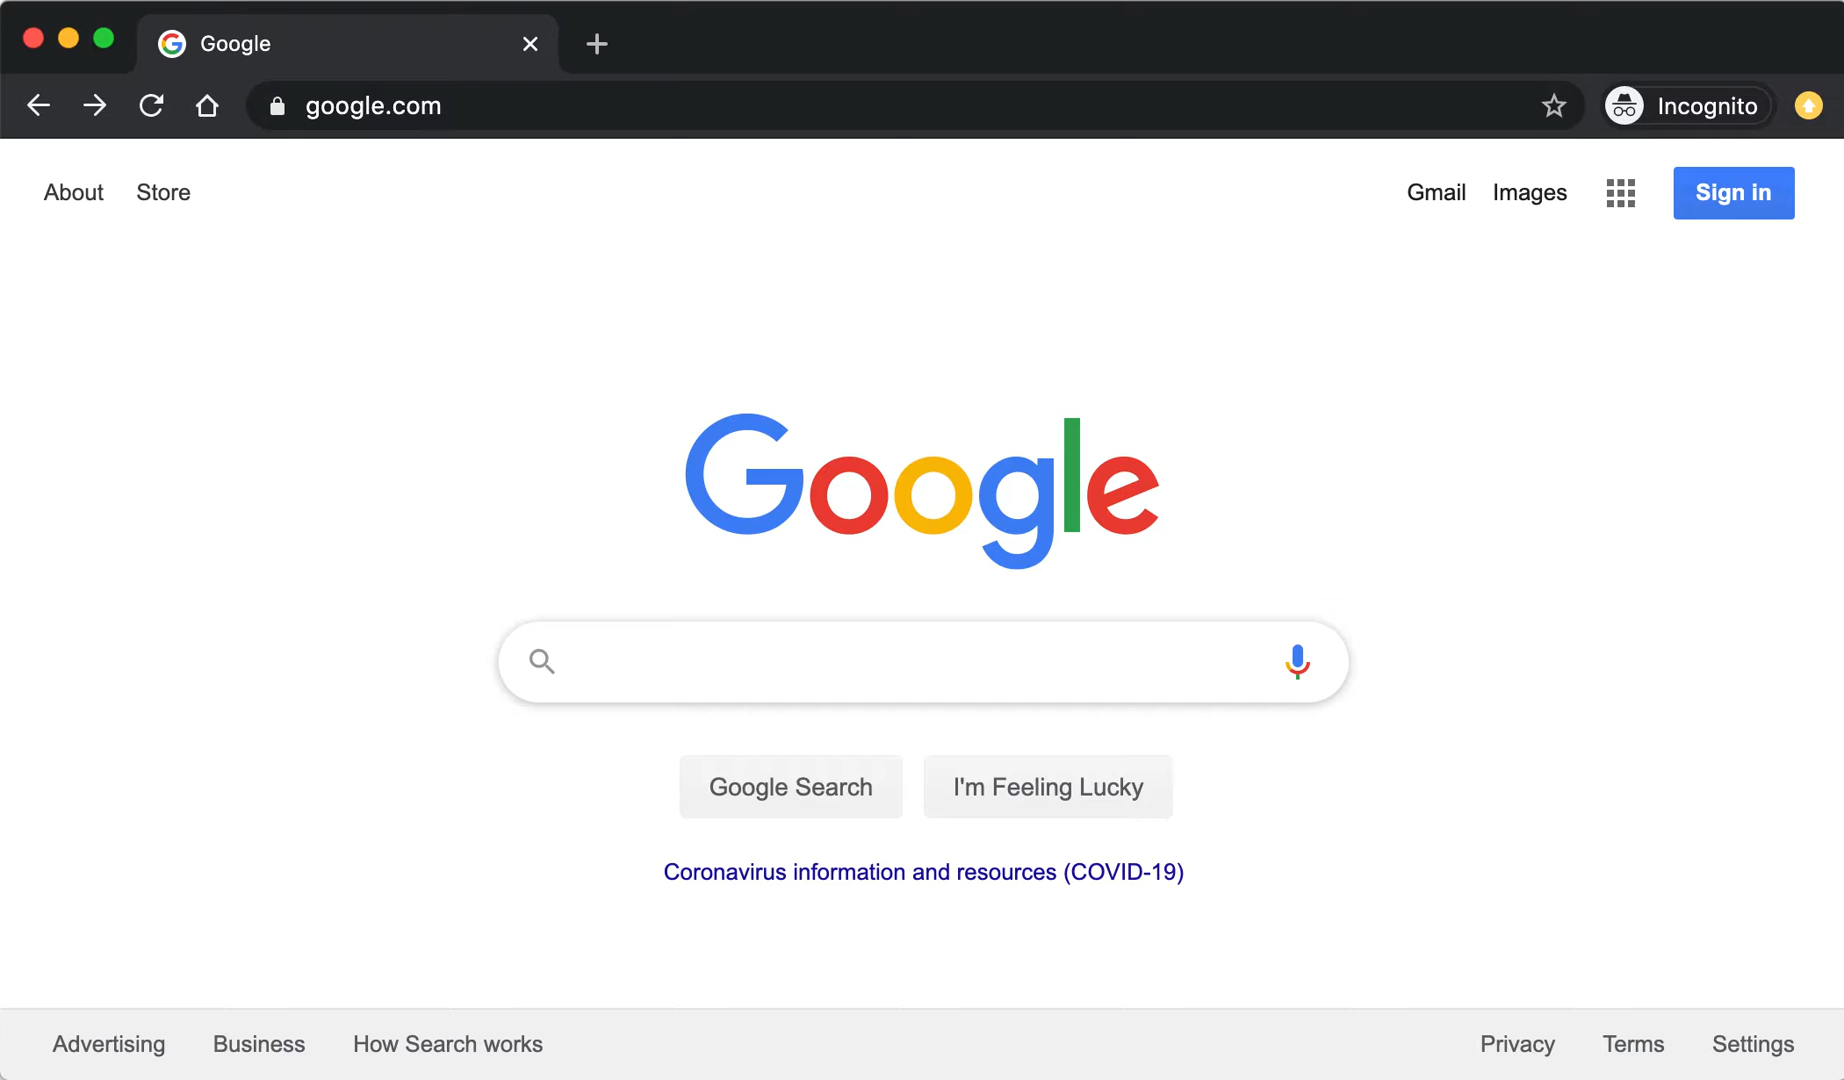 Google
google.com
Incognito
About Store
Gmail Images Sign in
Google
Google Search I'm Feeling Lucky
Coronavirus information and resources (COVID-19)
Advertising Business How Search works
Privacy Terms Settings